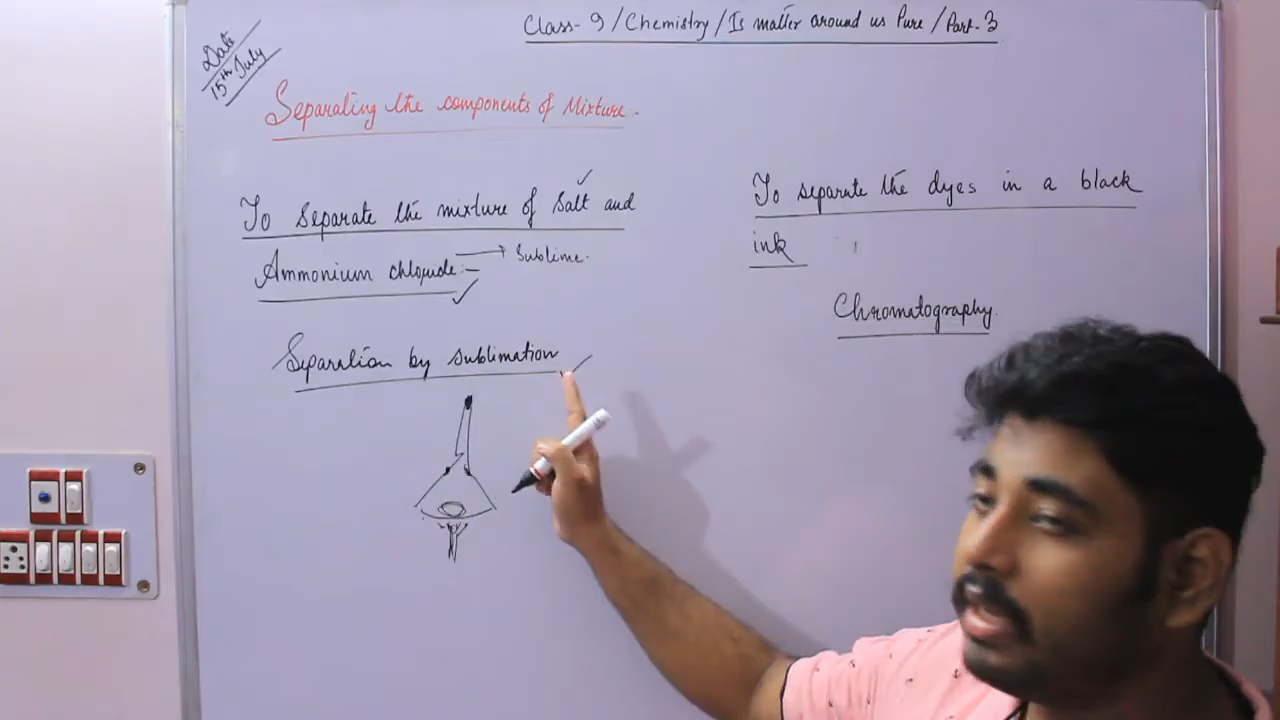 Class-9/Chemistry/Is matter around us Pure/Part-3
Date
15th July
Separating the components of Mixture:-
To Separate the mixture of Salt and
Ammonium chloride:- → Sublime.
Separation by sublimation
To separate the dyes in a black
ink
Chromatography.